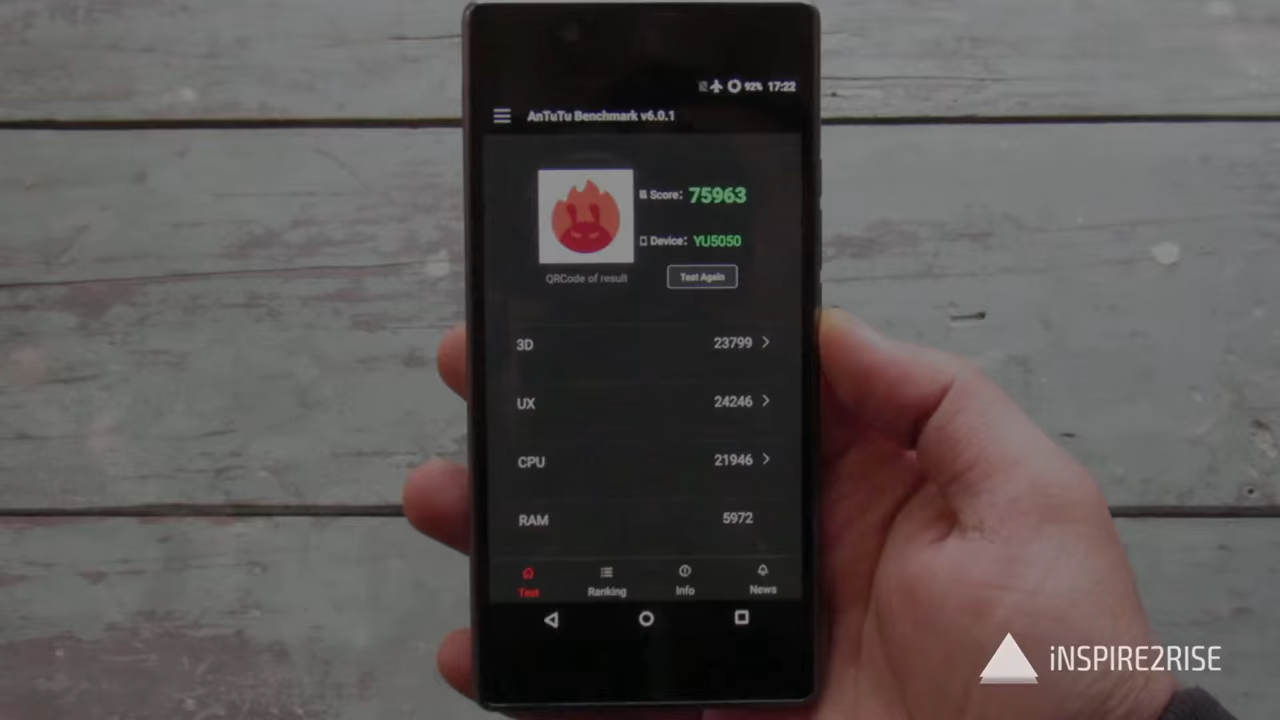 92% 17:22
AnTuTu Benchmark v6.0.1
Score: 75963
Device: YU5050
QRCode of result
Test Again
3D 23799
UX 24246
CPU 21946
RAM 5972
Test Ranking Info News
iNSPIRE2RISE